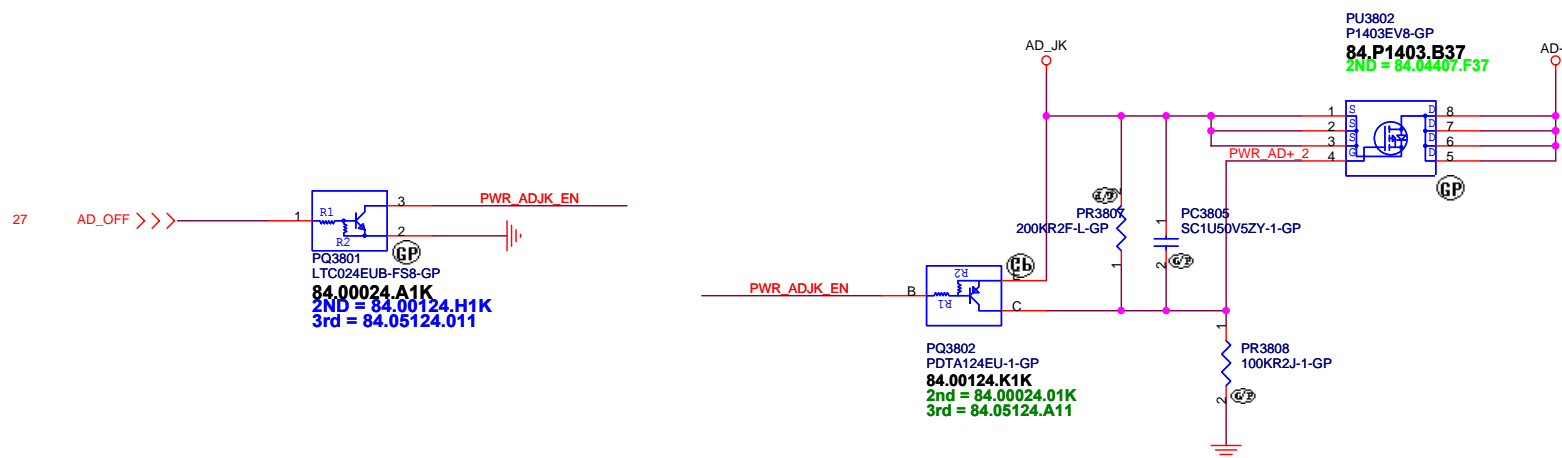 27
AD_OFF
1
R1
R2
3
2
PWR_ADJK_EN
GP
PQ3801
LTC024EUB-FS8-GP
84.00024.A1K
2ND = 84.00124.H1K
3rd = 84.05124.011
PWR_ADJK_EN
B
R2
R1
E
C
PQ3802
PDTA124EU-1-GP
84.00124.K1K
2nd = 84.00024.01K
3rd = 84.05124.A11
AD_JK
G/P
2
PR3807
200KR2F-L-GP
1
1
PC3805
SC1U50V5ZY-1-GP
2
G/P
1
PR3808
100KR2J-1-GP
2
G/P
PWR_AD+_2
PU3802
P1403EV8-GP
84.P1403.B37
2ND = 84.04407.F37
1 S D 8
2 S D 7
3 S D 6
4 G D 5
GP